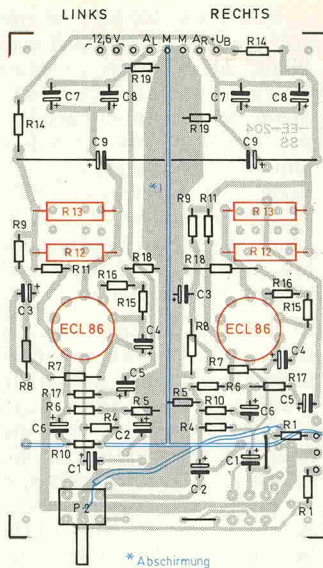 LINKS RECHTS
12,6V AL M M AR +UB
R14
R19
C7 C8 C7 C8
R14
R19
EE-204
SS
C9 C9
*)
R9 R11
R13 R13
R9
R12 R12
R11 R18 R18
R16 R16
C3 R15 C3 R15
ECL86 ECL86
R8 C4 R8 C4
R7 R7
C5 R17
R17 R6
R6 R5 R5 R10 C6 C5
C6 R4 C2 R4 R1
R10
C1 C2 C1
P2 R1
* Abschirmung